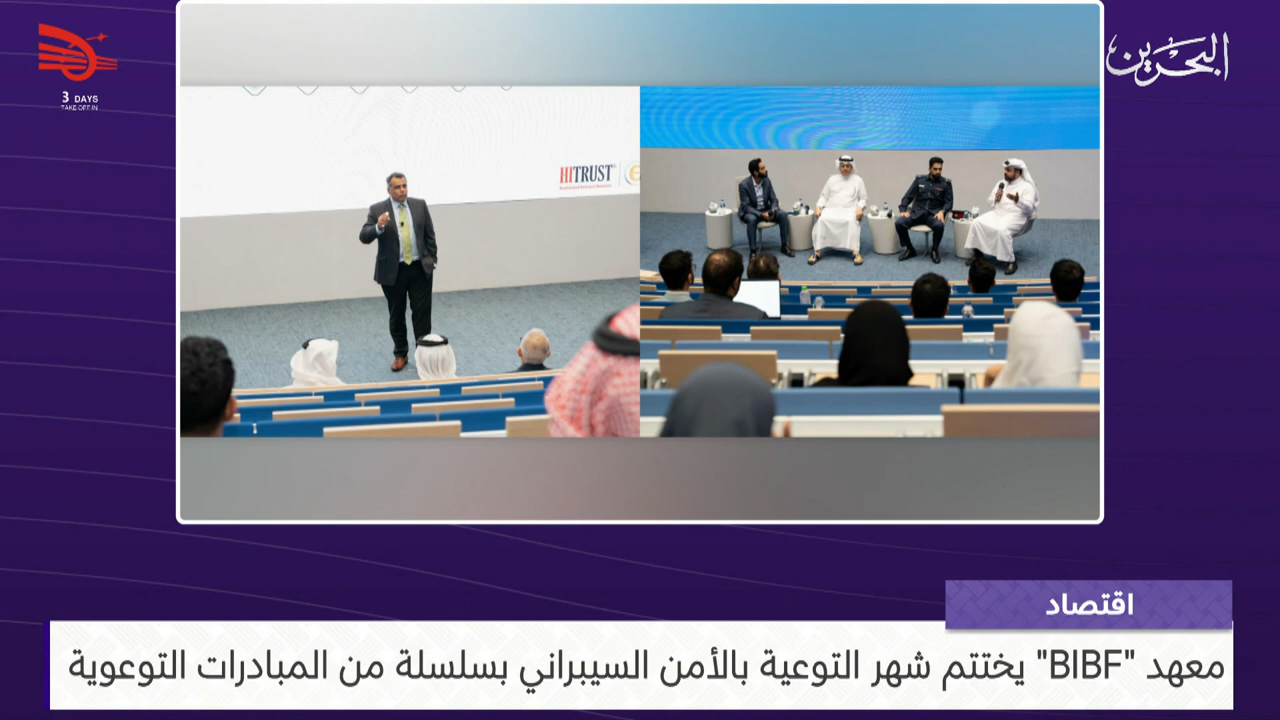 البحرين
3 DAYS
TAKE OFF IN
HITRUST
اقتصاد
معهد "BIBF" يختتم شهر التوعية بالأمن السيبراني بسلسلة من المبادرات التوعوية